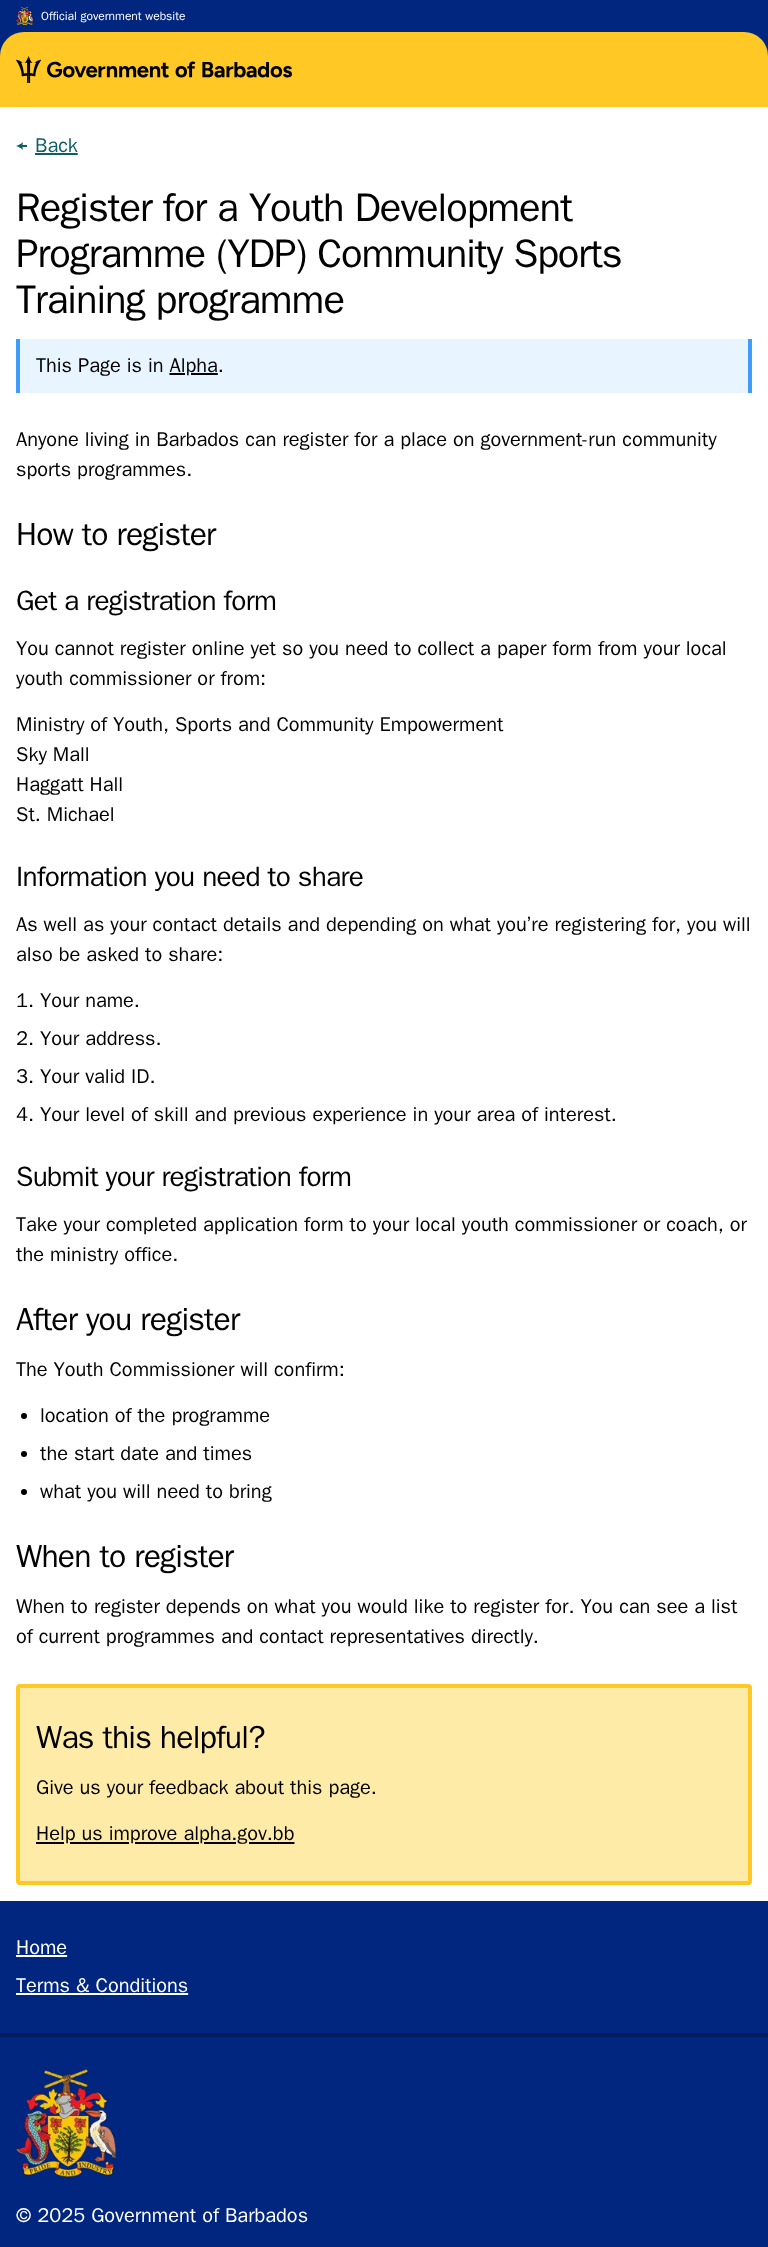 Official government website
Government of Barbados
← Back
Register for a Youth Development
Programme (YDP) Community Sports
Training programme
This Page is in Alpha.
Anyone living in Barbados can register for a place on government-run community
sports programmes.
How to register
Get a registration form
You cannot register online yet so you need to collect a paper form from your local
youth commissioner or from:
Ministry of Youth, Sports and Community Empowerment
Sky Mall
Haggatt Hall
St. Michael
Information you need to share
As well as your contact details and depending on what you’re registering for, you will
also be asked to share:
1. Your name.
2. Your address.
3. Your valid ID.
4. Your level of skill and previous experience in your area of interest.
Submit your registration form
Take your completed application form to your local youth commissioner or coach, or
the ministry office.
After you register
The Youth Commissioner will confirm:
• location of the programme
• the start date and times
• what you will need to bring
When to register
When to register depends on what you would like to register for. You can see a list
of current programmes and contact representatives directly.
Was this helpful?
Give us your feedback about this page.
Help us improve alpha.gov.bb
Home
Terms & Conditions
PRIDE AND INDUSTRY
© 2025 Government of Barbados